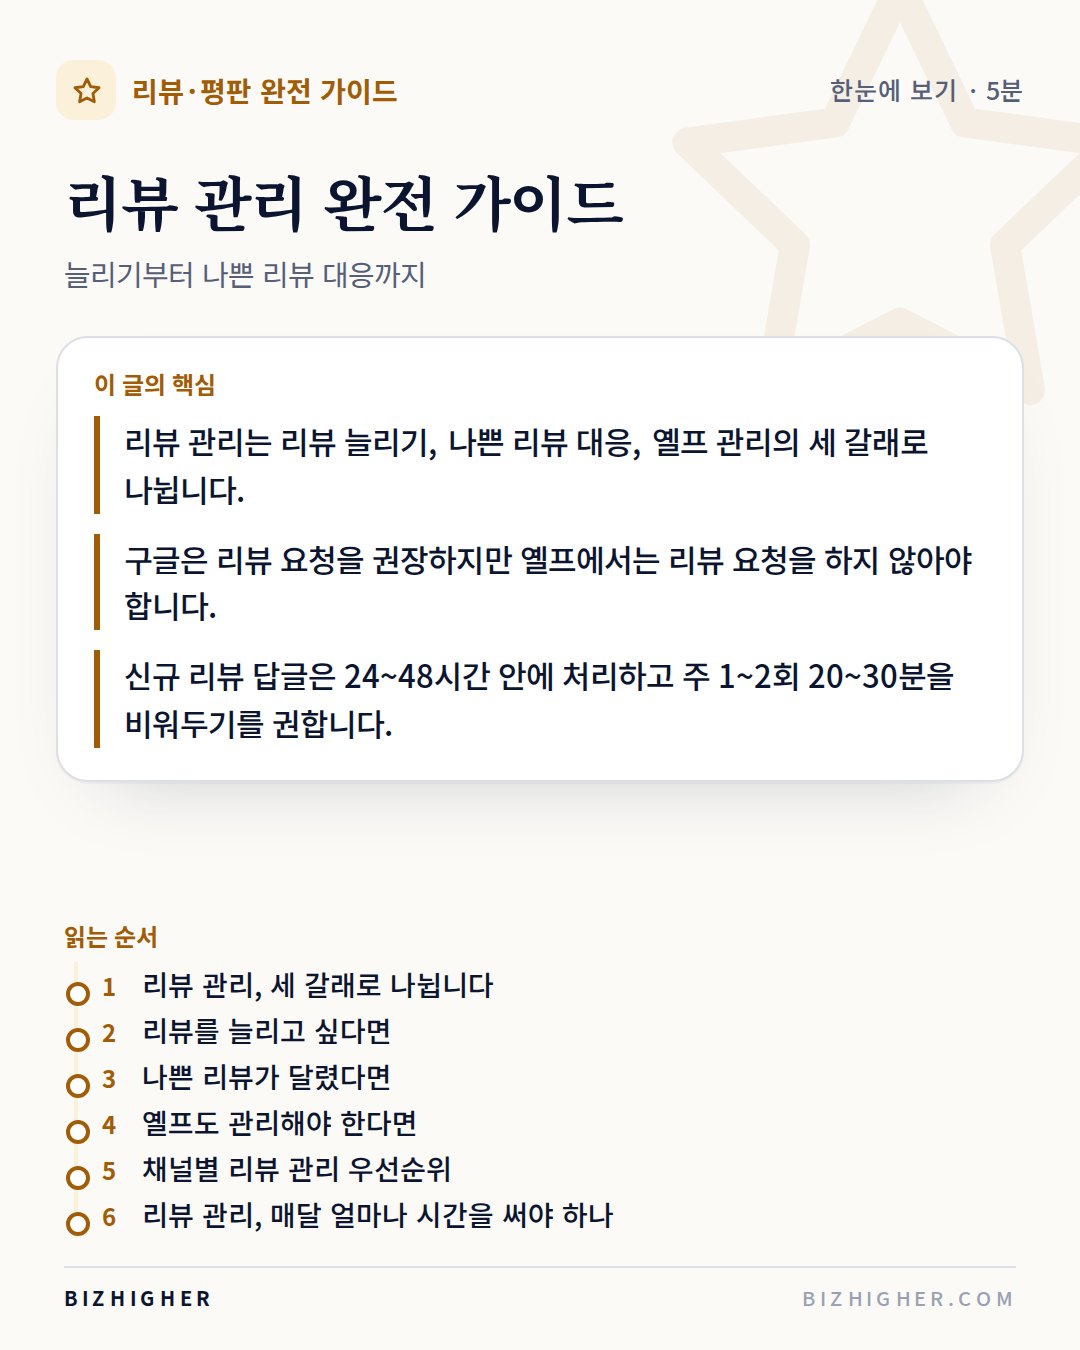 리뷰·평판 완전 가이드
한눈에 보기 · 5분
리뷰 관리 완전 가이드
늘리기부터 나쁜 리뷰 대응까지
이 글의 핵심
리뷰 관리는 리뷰 늘리기, 나쁜 리뷰 대응, 옐프 관리의 세 갈래로
나뉩니다.
구글은 리뷰 요청을 권장하지만 옐프에서는 리뷰 요청을 하지 않아야
합니다.
신규 리뷰 답글은 24~48시간 안에 처리하고 주 1~2회 20~30분을
비워두기를 권합니다.
읽는 순서
1 리뷰 관리, 세 갈래로 나뉩니다
2 리뷰를 늘리고 싶다면
3 나쁜 리뷰가 달렸다면
4 옐프도 관리해야 한다면
5 채널별 리뷰 관리 우선순위
6 리뷰 관리, 매달 얼마나 시간을 써야 하나
BIZHIGHER
BIZHIGHER.COM